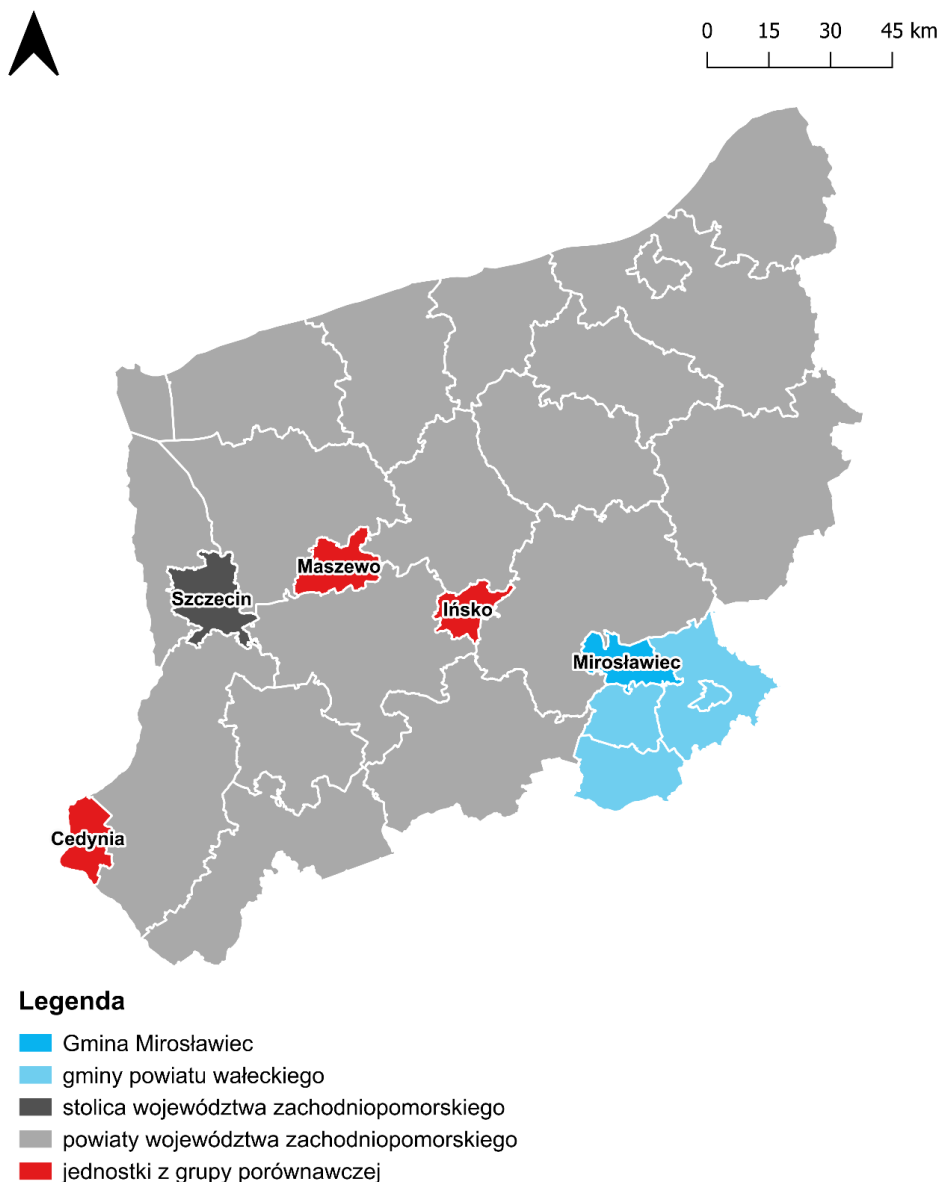 0 15 30 45 km
Maszewo
Szczecin
Ińsko
Mirosławiec
Cedynia
Legenda
Gmina Mirosławiec
gminy powiatu wałeckiego
stolica województwa zachodniopomorskiego
powiaty województwa zachodniopomorskiego
jednostki z grupy porównawczej